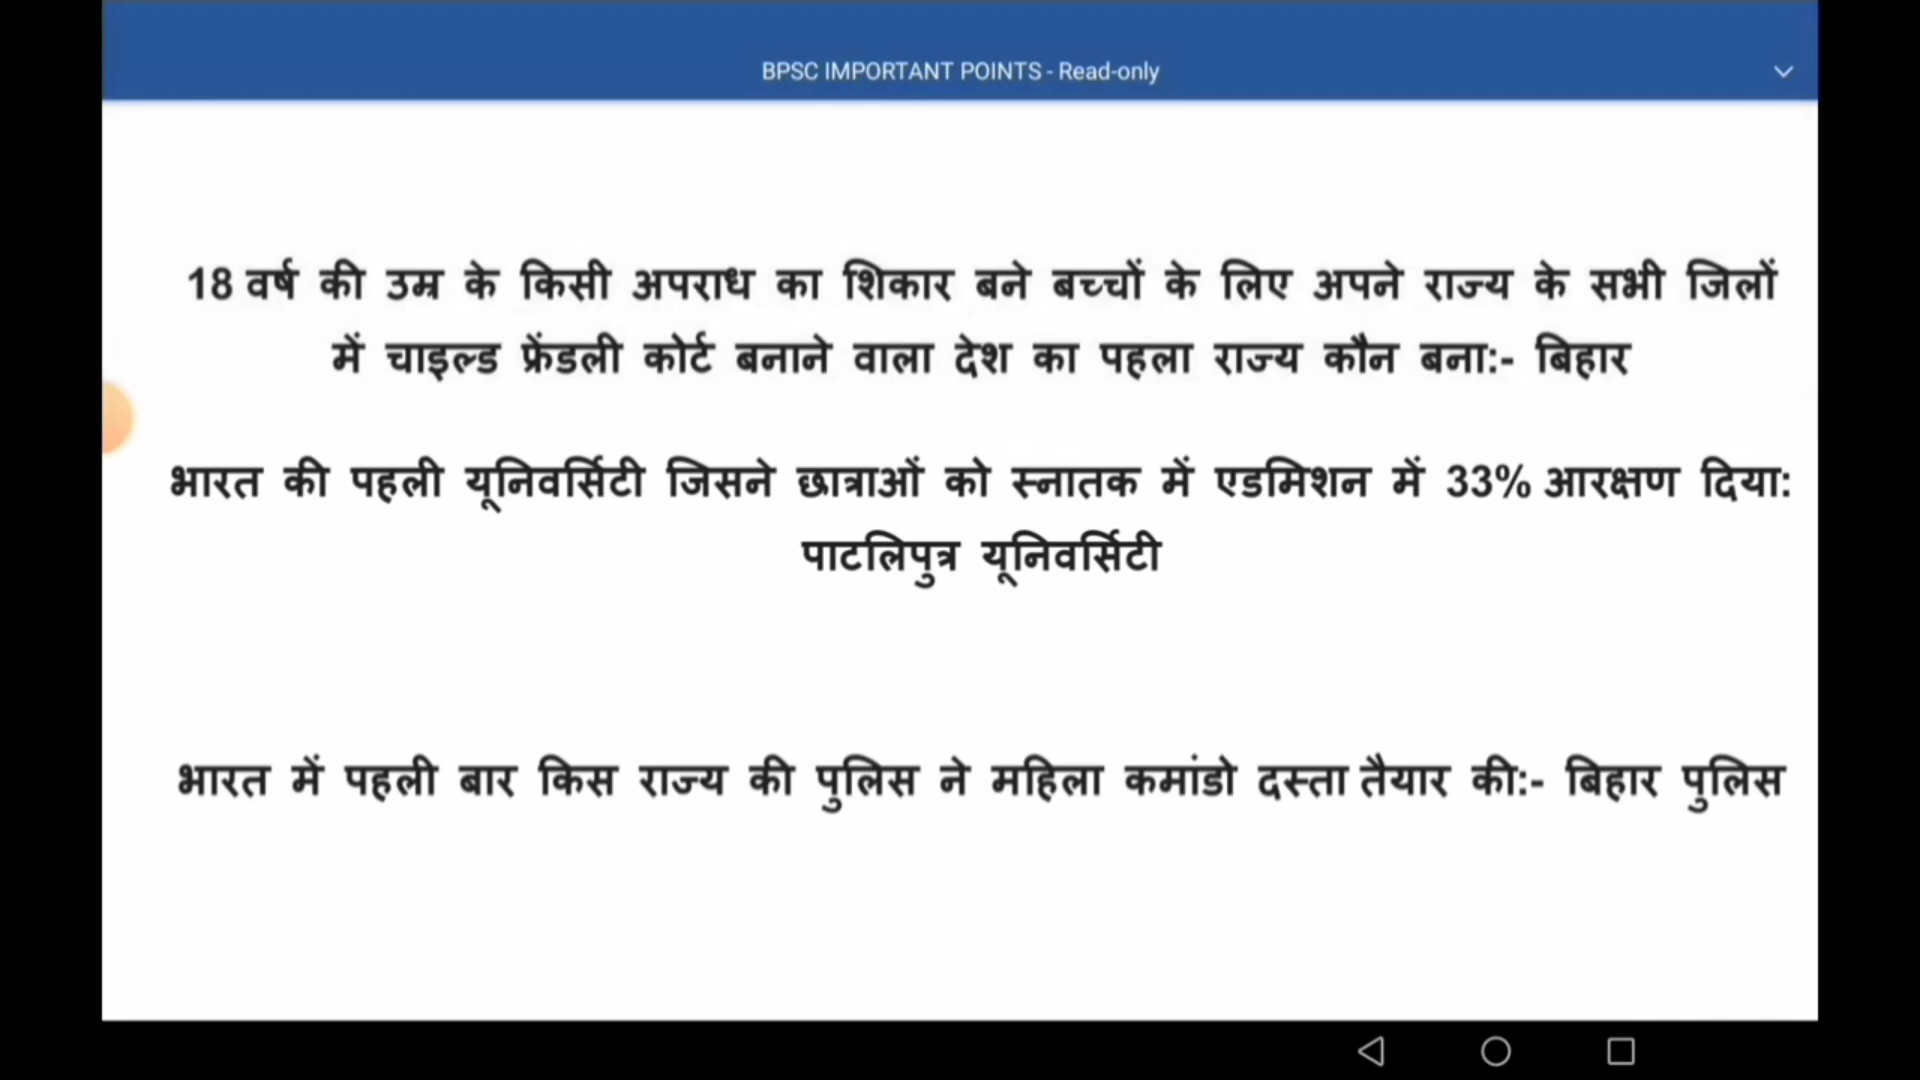 BPSC IMPORTANT POINTS - Read-only
18 वर्ष की उम्र के किसी अपराध का शिकार बने बच्चों के लिए अपने राज्य के सभी जिलों
में चाइल्ड फ्रेंडली कोर्ट बनाने वाला देश का पहला राज्य कौन बना:- बिहार
भारत की पहली यूनिवर्सिटी जिसने छात्राओं को स्नातक में एडमिशन में 33% आरक्षण दिया:
पाटलिपुत्र यूनिवर्सिटी
भारत में पहली बार किस राज्य की पुलिस ने महिला कमांडो दस्ता तैयार की:- बिहार पुलिस